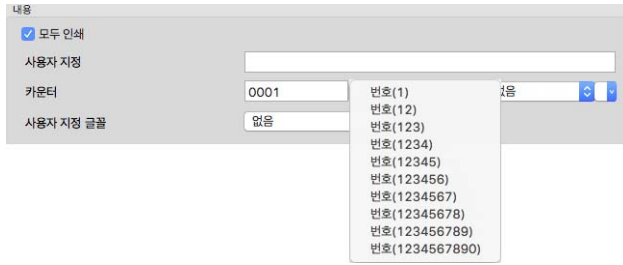 내용
모두 인쇄
사용자 지정
카운터 0001
사용자 지정 글꼴 없음
번호(1)
번호(12)
번호(123)
번호(1234)
번호(12345)
번호(123456)
번호(1234567)
번호(12345678)
번호(123456789)
번호(1234567890)